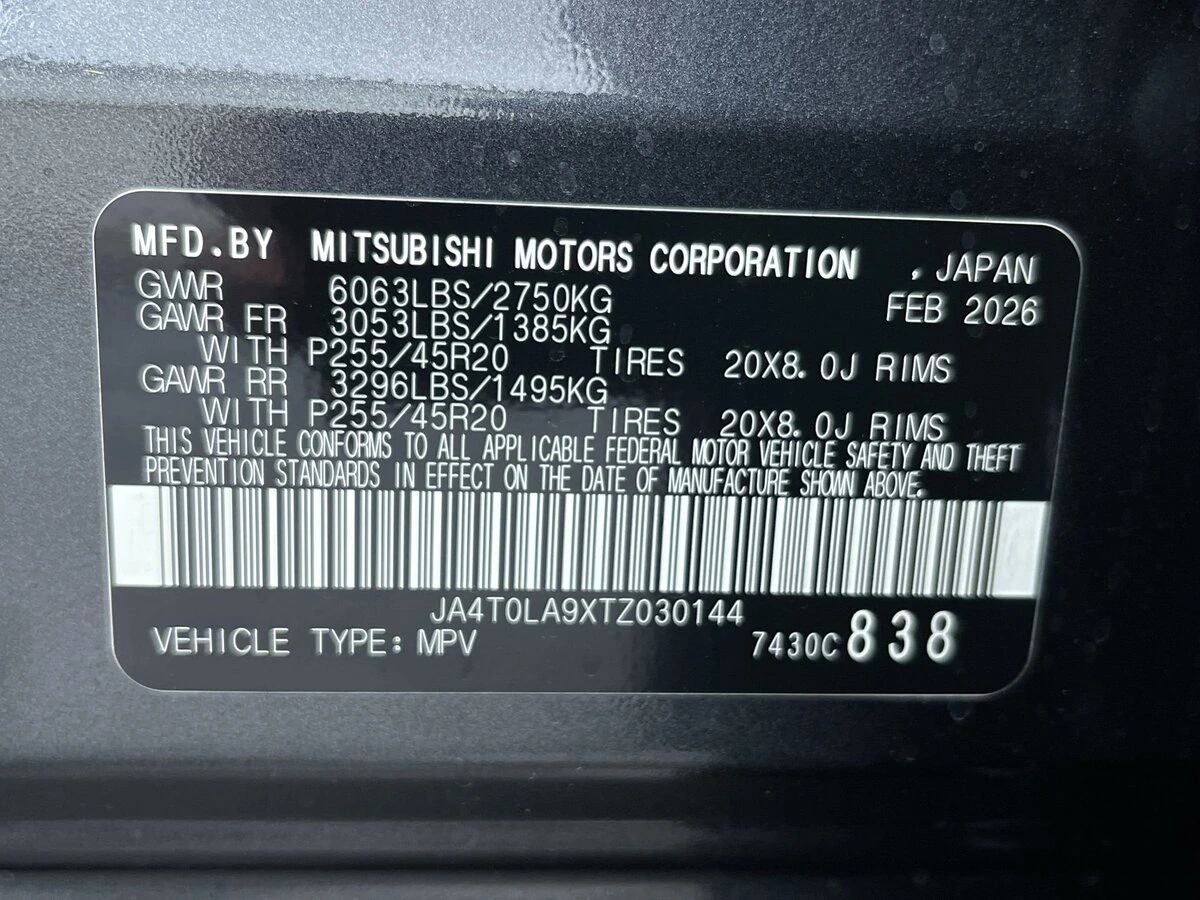 MFD.BY MITSUBISHI MOTORS CORPORATION , JAPAN
GVWR 6063LBS/2750KG FEB 2026
GAWR FR 3053LBS/1385KG
WITH P255/45R20 TIRES 20X8.0J RIMS
GAWR RR 3296LBS/1495KG
WITH P255/45R20 TIRES 20X8.0J RIMS
THIS VEHICLE CONFORMS TO ALL APPLICABLE FEDERAL MOTOR VEHICLE SAFETY AND THEFT
PREVENTION STANDARDS IN EFFECT ON THE DATE OF MANUFACTURE SHOWN ABOVE.
JA4T0LA9XTZ030144
VEHICLE TYPE: MPV 7430C 838